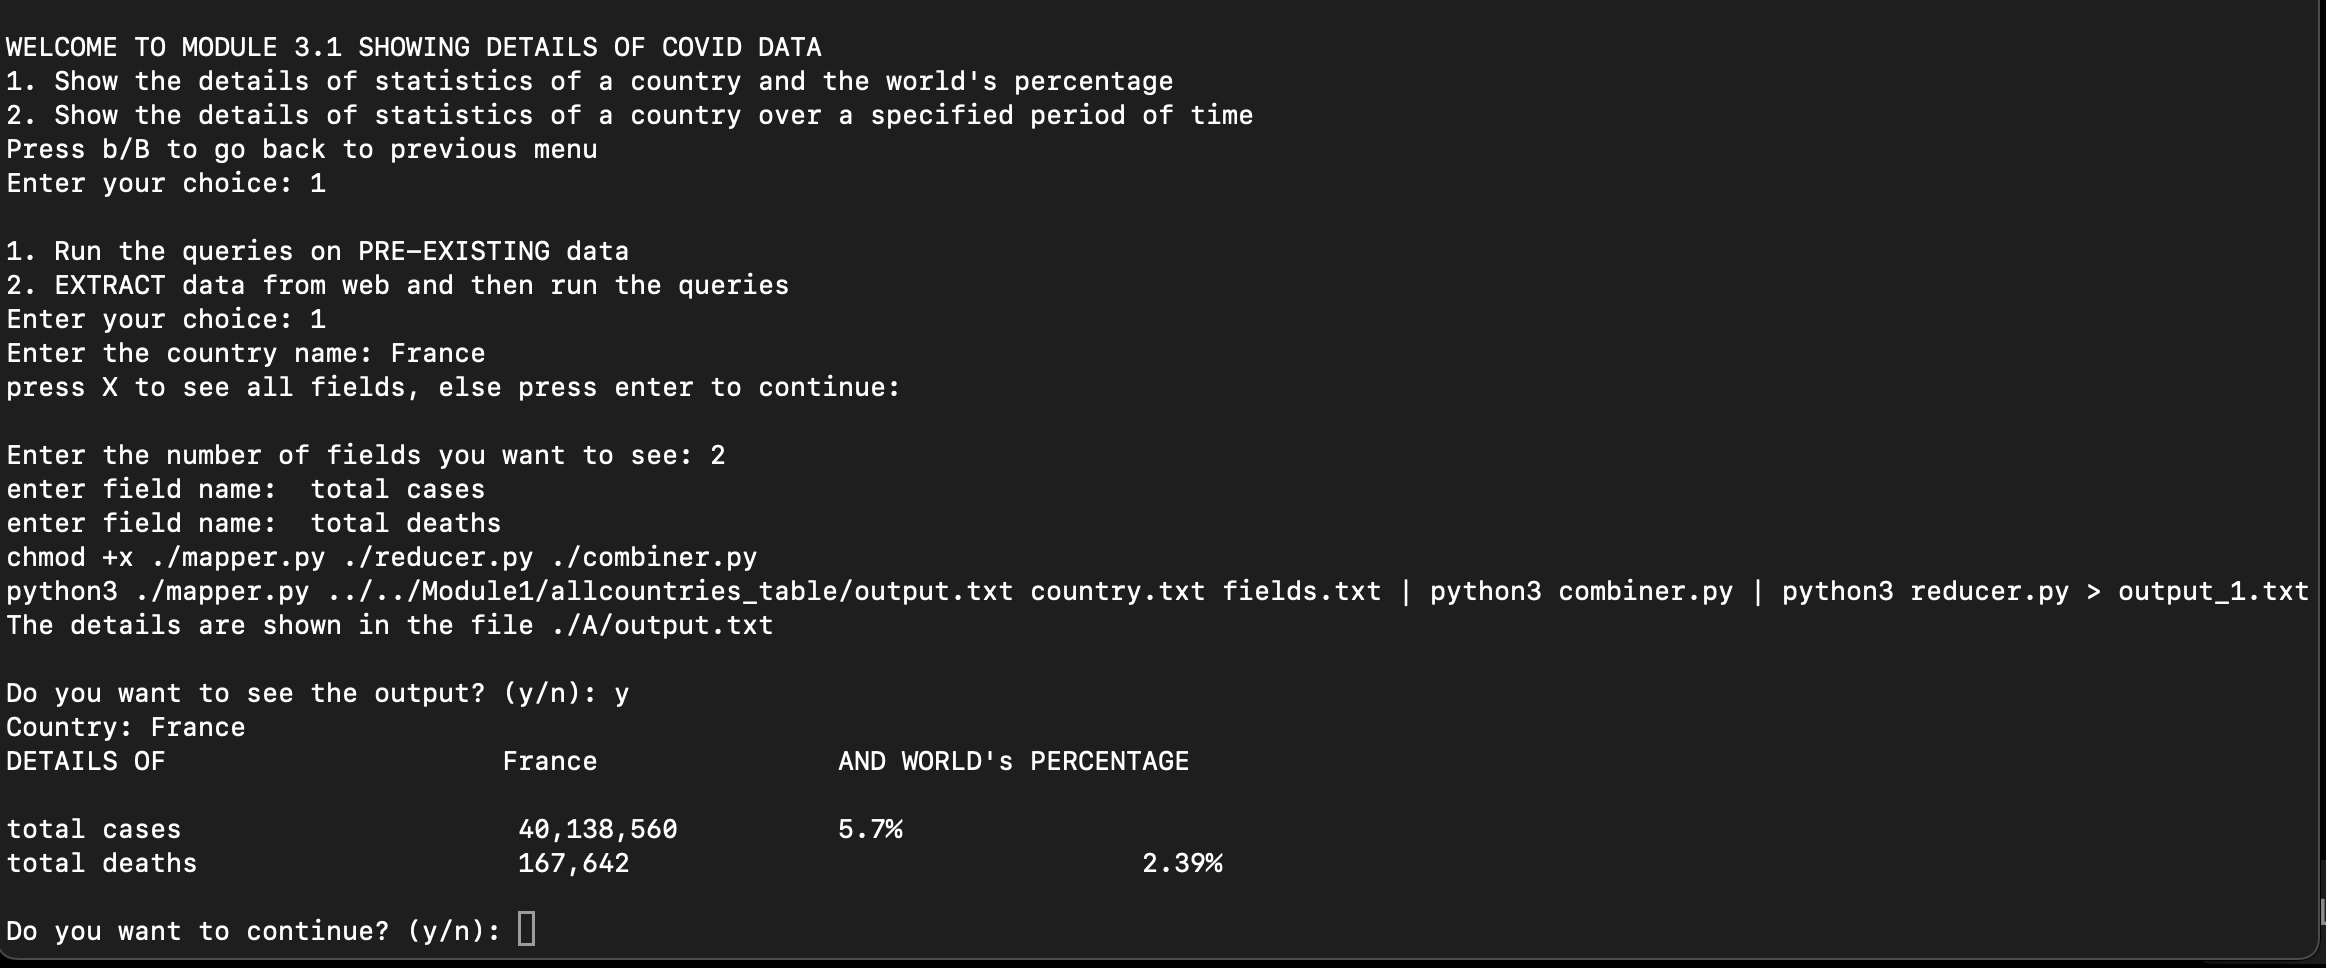 WELCOME TO MODULE 3.1 SHOWING DETAILS OF COVID DATA
1. Show the details of statistics of a country and the world's percentage
2. Show the details of statistics of a country over a specified period of time
Press b/B to go back to previous menu
Enter your choice: 1
1. Run the queries on PRE-EXISTING data
2. EXTRACT data from web and then run the queries
Enter your choice: 1
Enter the country name: France
press X to see all fields, else press enter to continue:
Enter the number of fields you want to see: 2
enter field name:  total cases
enter field name:  total deaths
chmod +x ./mapper.py ./reducer.py ./combiner.py
python3 ./mapper.py ../../Module1/allcountries_table/output.txt country.txt fields.txt | python3 combiner.py | python3 reducer.py > output_1.txt
The details are shown in the file ./A/output.txt
Do you want to see the output? (y/n): y
Country: France
DETAILS OF                     France               AND WORLD's PERCENTAGE
total cases                     40,138,560          5.7%
total deaths                    167,642                                2.39%
Do you want to continue? (y/n):